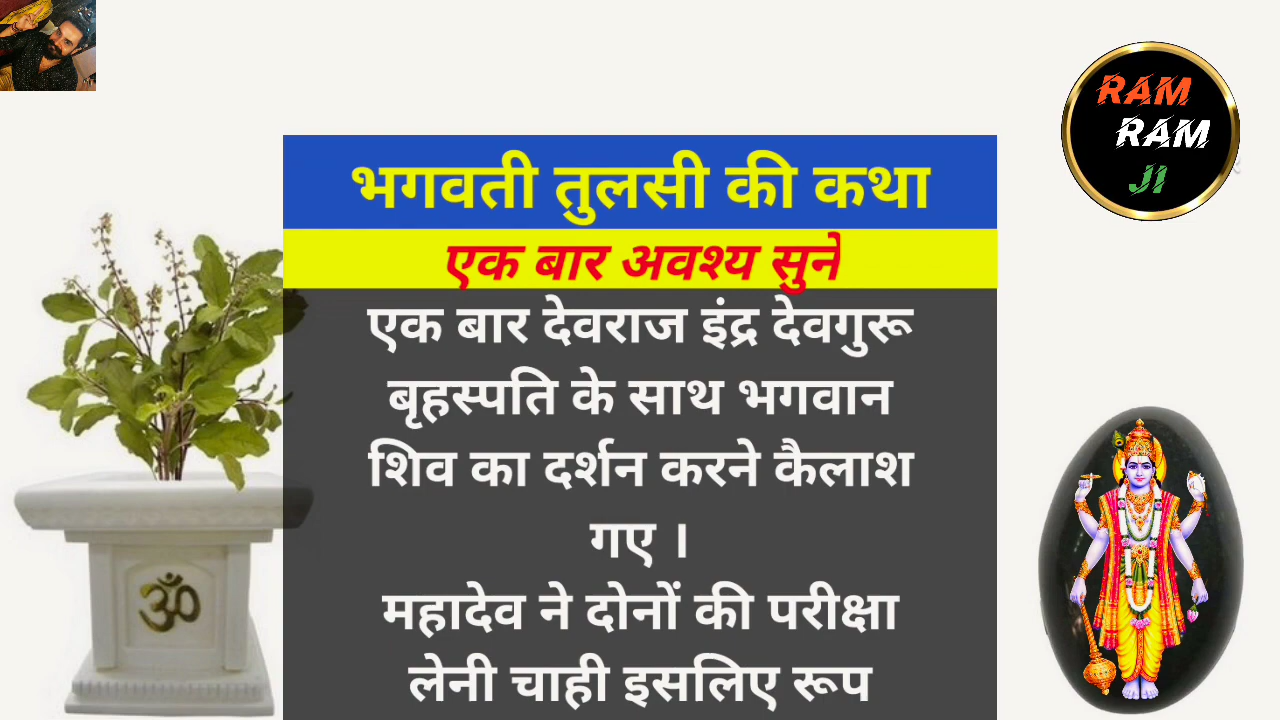 RAM
RAM
JI
भगवती तुलसी की कथा
एक बार अवश्य सुने
एक बार देवराज इंद्र देवगुरू
बृहस्पति के साथ भगवान
शिव का दर्शन करने कैलाश
गए ।
महादेव ने दोनों की परीक्षा
लेनी चाही इसलिए रूप
ॐ